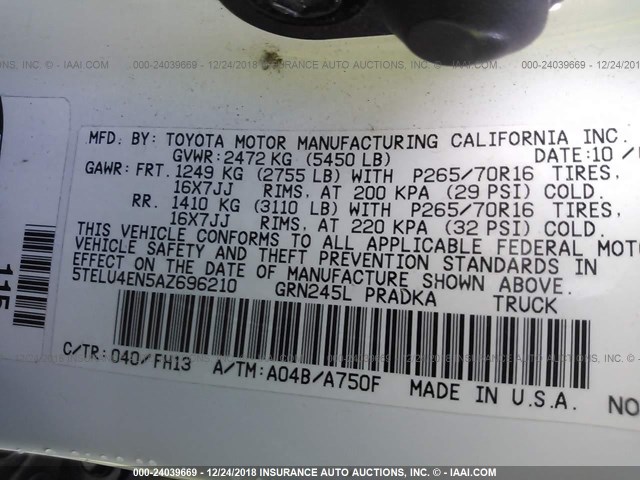 000-24039669 - 12/24/2018 INSURANCE AUTO AUCTIONS, INC. - © IAAI.COM
MFD. BY: TOYOTA MOTOR MANUFACTURING CALIFORNIA INC.
GVWR: 2472 KG (5450 LB) DATE: 10 /
GAWR: FRT. 1249 KG (2755 LB) WITH P265/70R16 TIRES,
16X7JJ RIMS, AT 200 KPA (29 PSI) COLD.
RR. 1410 KG (3110 LB) WITH P265/70R16 TIRES,
16X7JJ RIMS, AT 220 KPA (32 PSI) COLD.
THIS VEHICLE CONFORMS TO ALL APPLICABLE FEDERAL MOTO
VEHICLE SAFETY AND THEFT PREVENTION STANDARDS IN
EFFECT ON THE DATE OF MANUFACTURE SHOWN ABOVE.
5TELU4EN5AZ696210 GRN245L PRADKA TRUCK
115
C/TR: 040/FH13 A/TM: A04B/A750F MADE IN U.S.A. NO
000-24039669 - 12/24/2018 INSURANCE AUTO AUCTIONS, INC. - © IAAI.COM